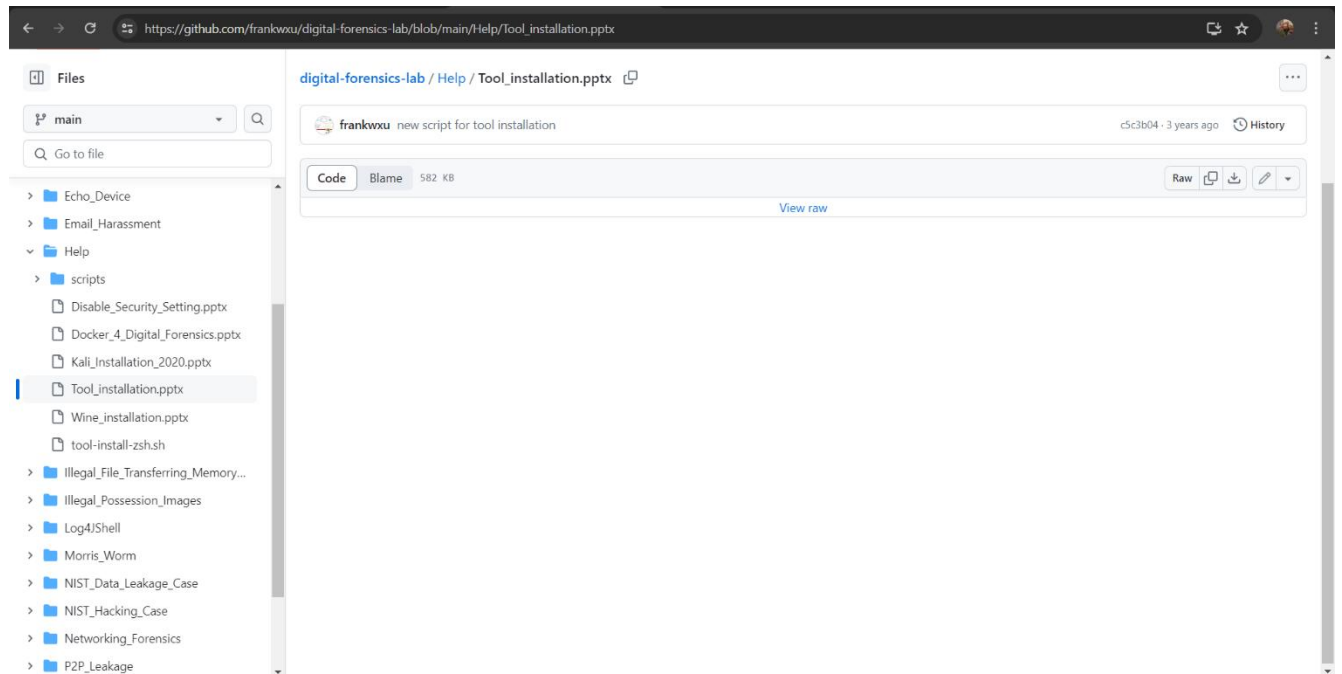 https://github.com/frankwxu/digital-forensics-lab/blob/main/Help/Tool_installation.pptx
Files
main
Go to file
Echo_Device
Email_Harassment
Help
scripts
Disable_Security_Setting.pptx
Docker_4_Digital_Forensics.pptx
Kali_Installation_2020.pptx
Tool_installation.pptx
Wine_installation.pptx
tool-install-zsh.sh
Illegal_File_Transferring_Memory...
Illegal_Possession_Images
Log4JShell
Morris_Worm
NIST_Data_Leakage_Case
NIST_Hacking_Case
Networking_Forensics
P2P_Leakage
digital-forensics-lab / Help / Tool_installation.pptx
frankwxu new script for tool installation c5c3b04 · 3 years ago History
Code Blame 582 KB Raw
View raw